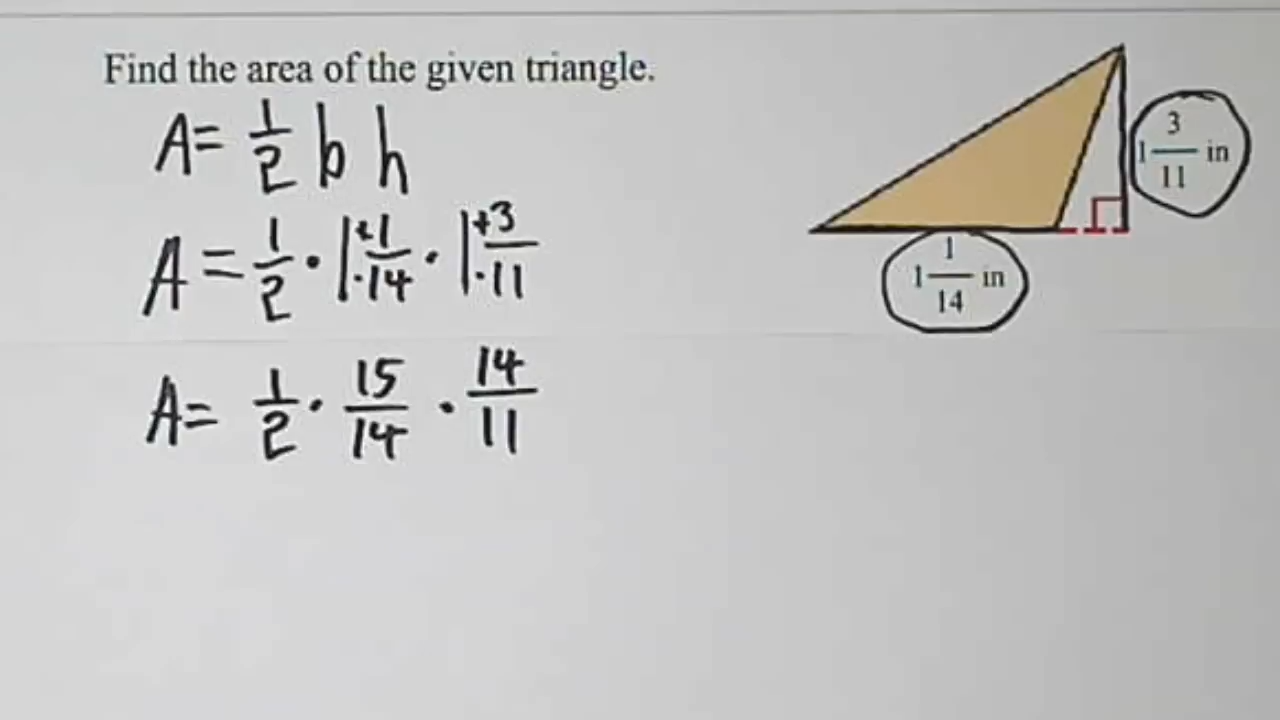 Find the area of the given triangle.
A = 1/2 b h
A = 1/2 · 1 + 1/14 · 1 + 3/11
A = 1/2 · 15/14 · 14/11
1 3/11 in
1 1/14 in